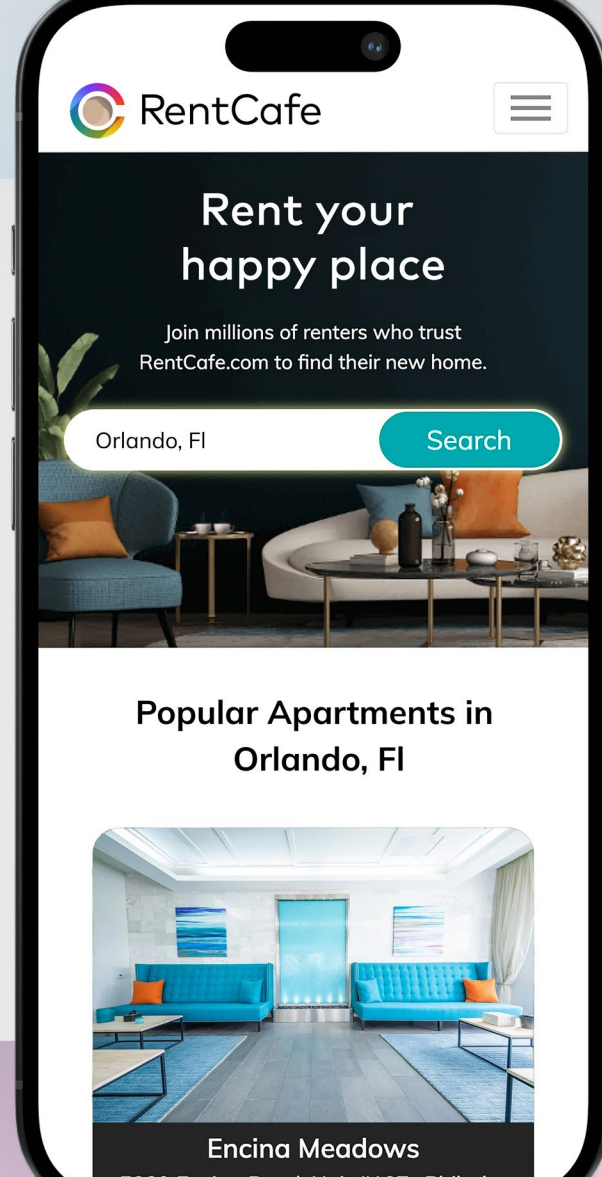 RentCafe
Rent your
happy place
Join millions of renters who trust
RentCafe.com to find their new home.
Orlando, Fl
Search
Popular Apartments in
Orlando, Fl
Encina Meadows